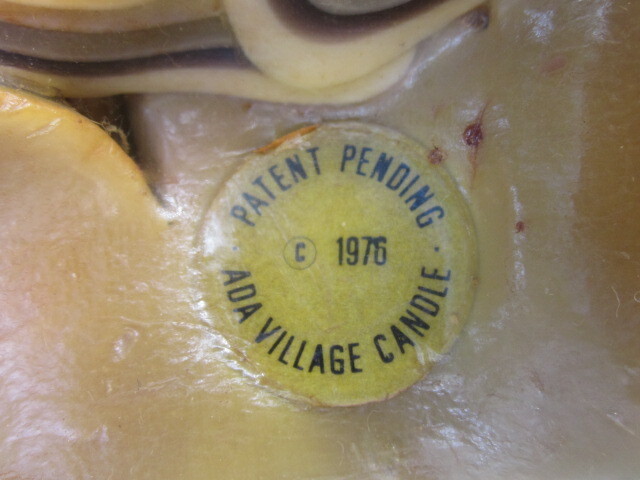 · PATENT PENDING ·
© 1976
ADA VILLAGE CANDLE